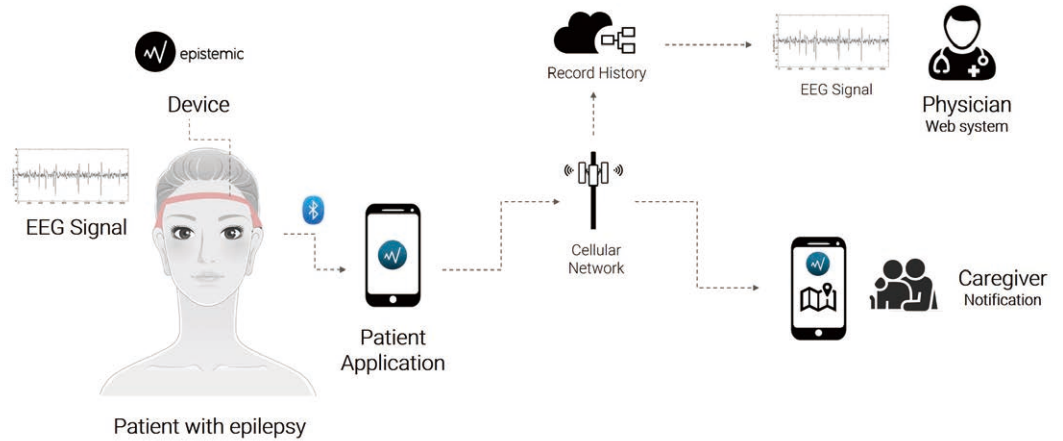 epistemic
Device
EEG Signal
Patient with epilepsy
Patient
Application
Cellular
Network
Record History
EEG Signal
Physician
Web system
Caregiver
Notification